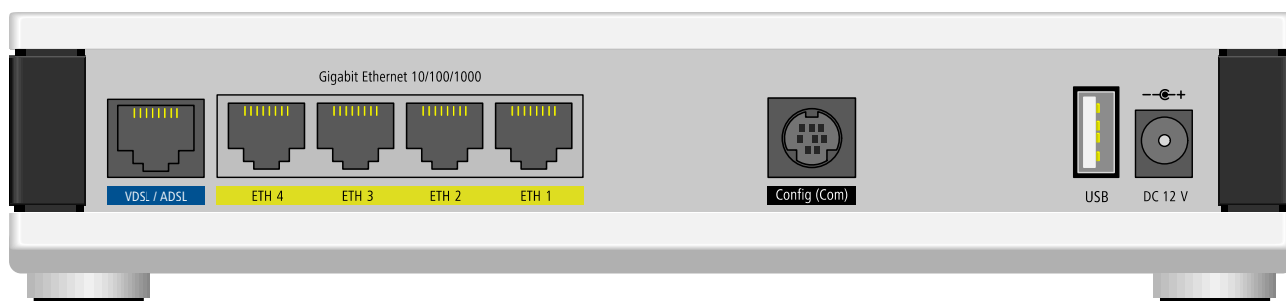 Gigabit Ethernet 10/100/1000
VDSL / ADSL
ETH 4
ETH 3
ETH 2
ETH 1
Config (Com)
USB
DC 12 V